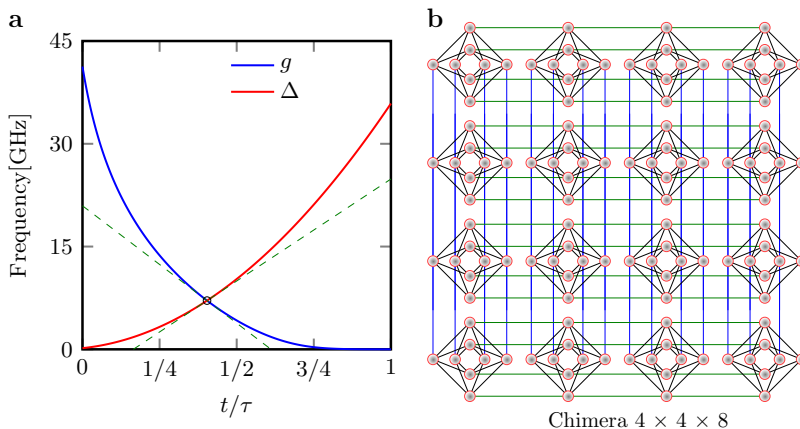 a
Frequency[GHz]
45
30
15
0
g
Δ
0 1/4 1/2 3/4 1
t/τ
b
Chimera 4 × 4 × 8